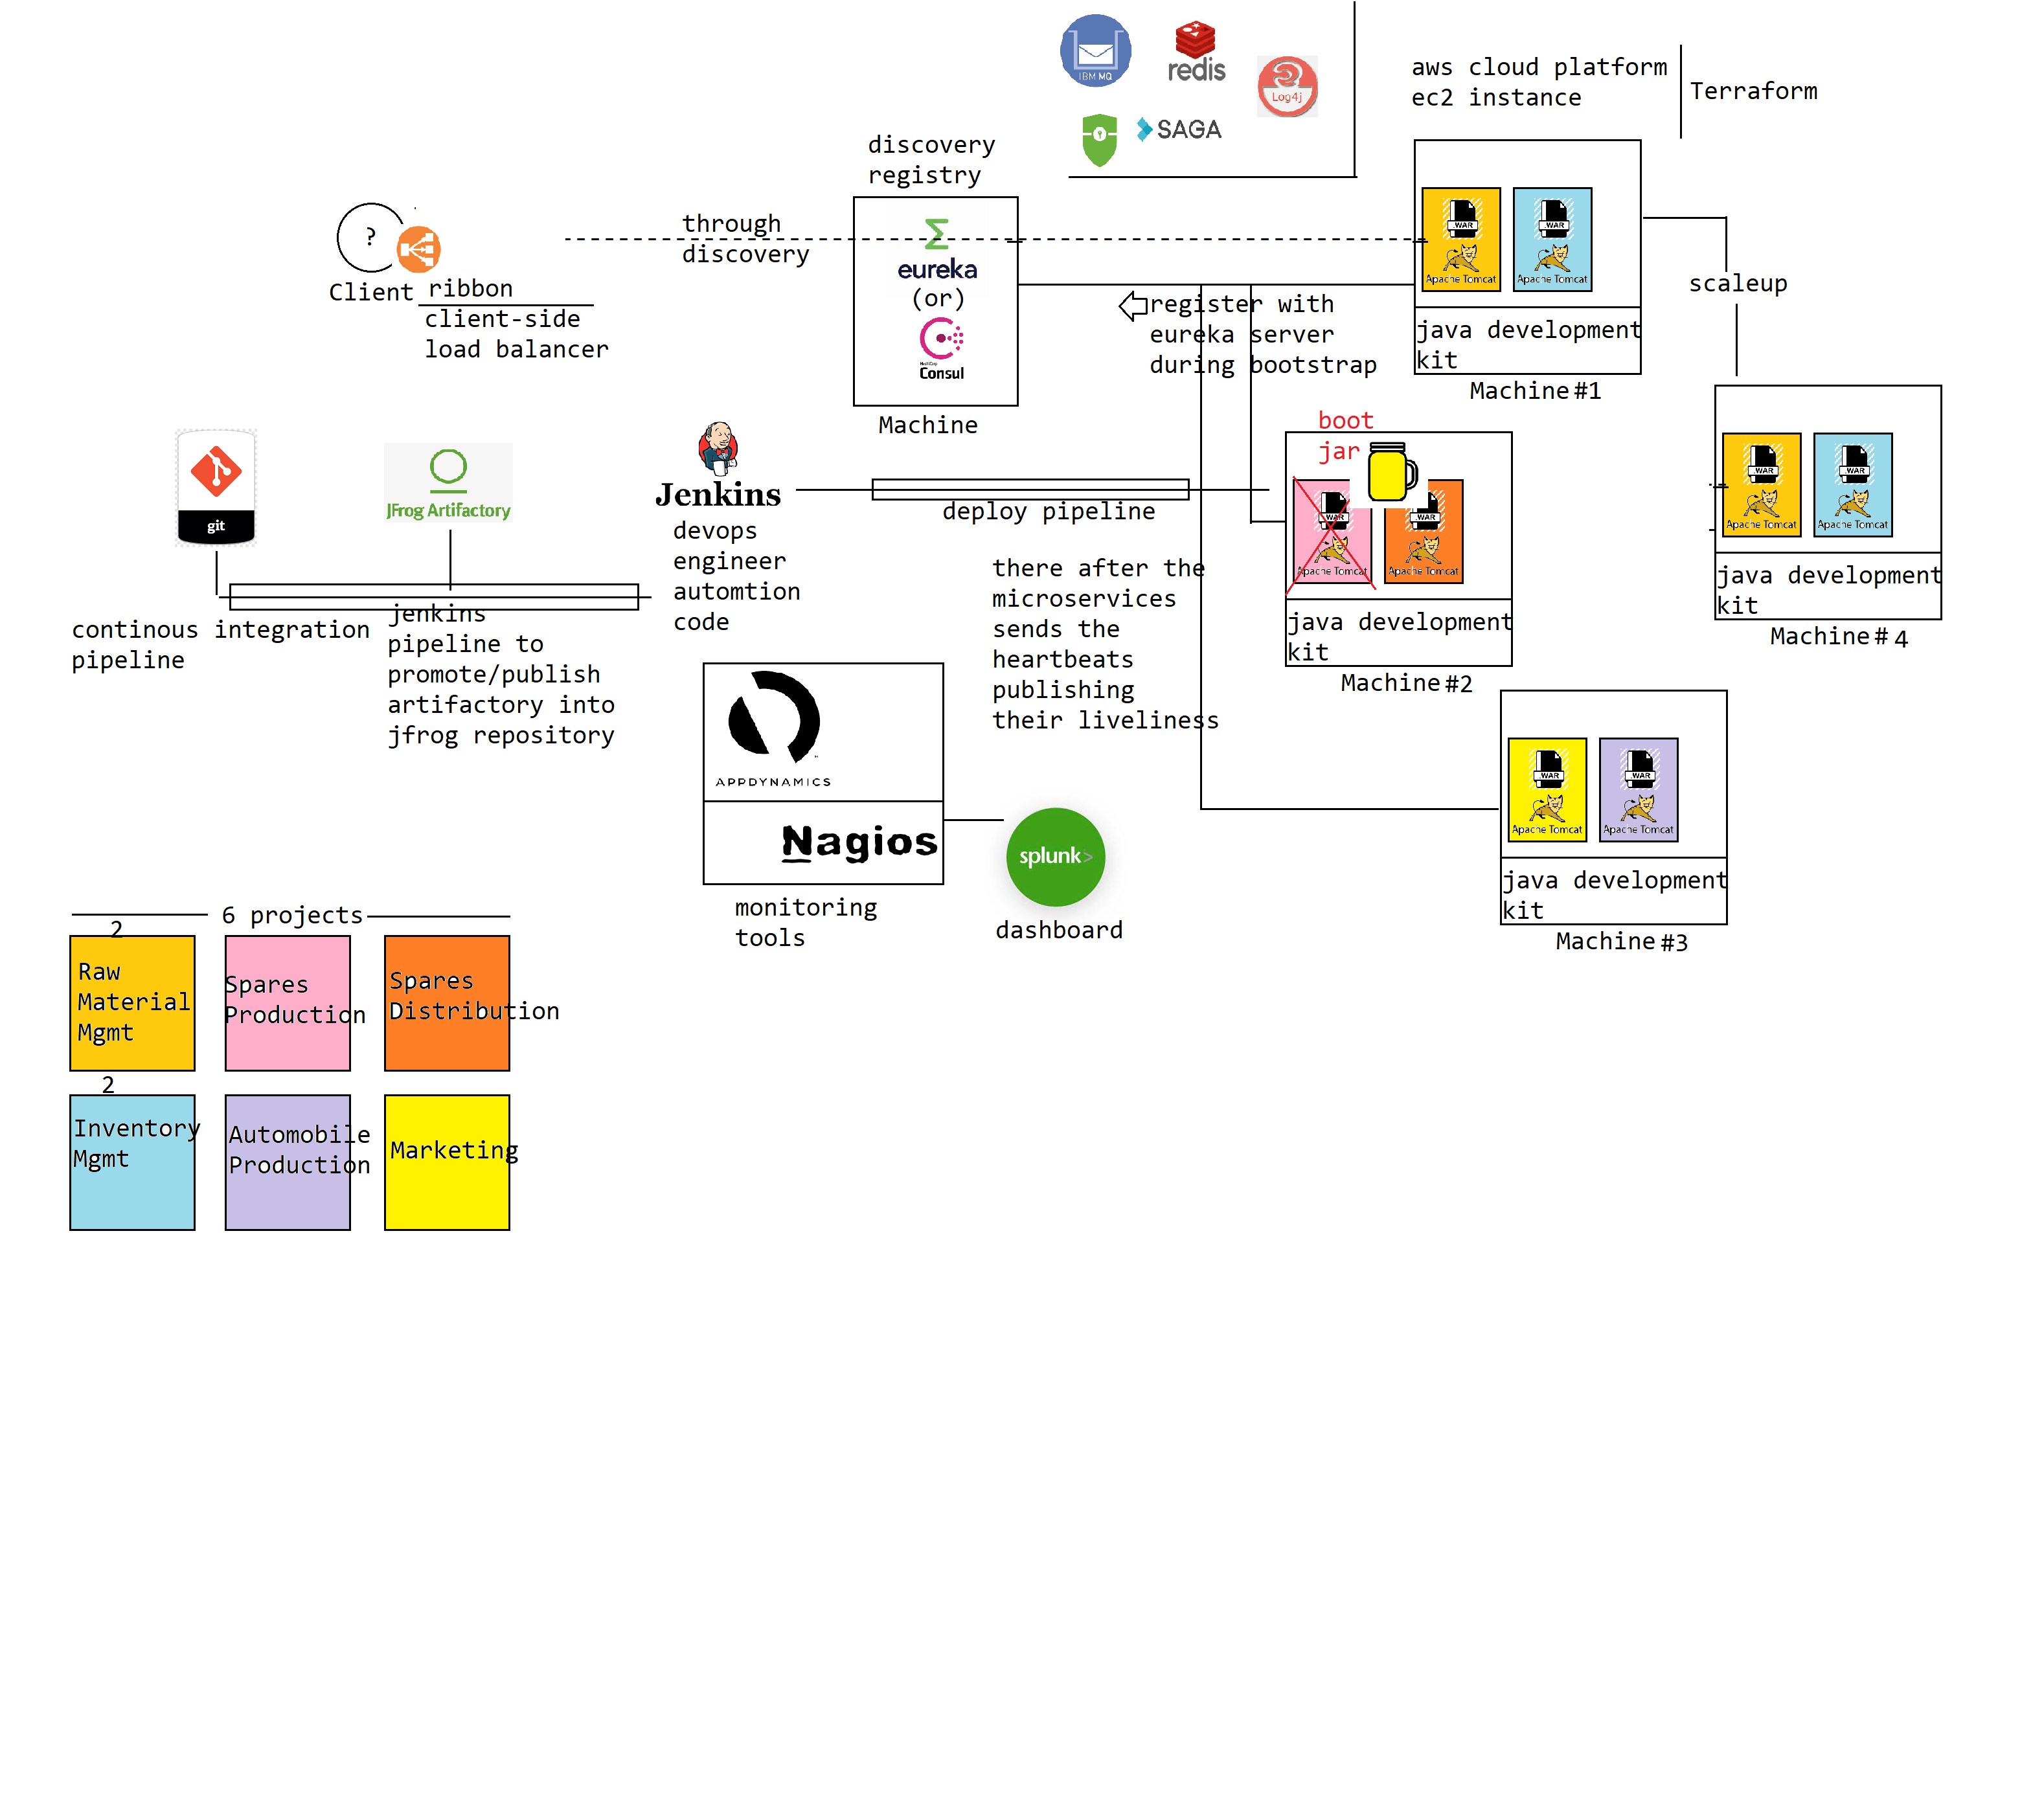 IBM MQ
redis
Log4j
SAGA
aws cloud platform
ec2 instance
Terraform
discovery
registry
through
discovery
?
Client
ribbon
client-side
load balancer
eureka
(or)
HashiCorp
Consul
Machine
register with
eureka server
during bootstrap
.WAR
Apache Tomcat
.WAR
Apache Tomcat
java development
kit
Machine #1
scaleup
.WAR
Apache Tomcat
.WAR
Apache Tomcat
java development
kit
Machine # 4
git
JFrog Artifactory
Jenkins
devops
engineer
automtion
code
deploy pipeline
boot
jar
.WAR
Apache Tomcat
.WAR
Apache Tomcat
java development
kit
Machine #2
continous integration
pipeline
jenkins
pipeline to
promote/publish
artifactory into
jfrog repository
there after the
microservices
sends the
heartbeats
publishing
their liveliness
APPDYNAMICS
Nagios
monitoring
tools
splunk>
dashboard
.WAR
Apache Tomcat
.WAR
Apache Tomcat
java development
kit
Machine #3
6 projects
2
Raw
Material
Mgmt
Spares
Production
Spares
Distribution
2
Inventory
Mgmt
Automobile
Production
Marketing